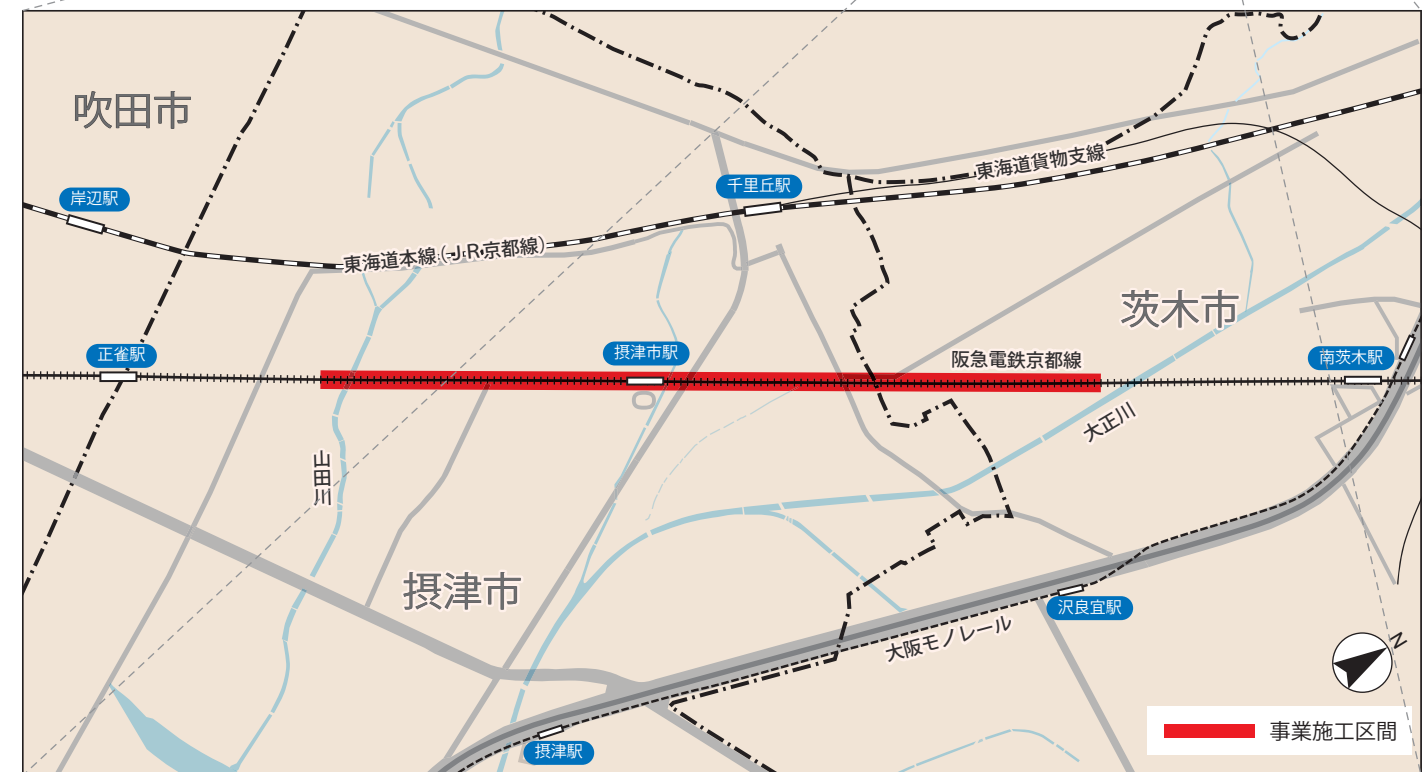 吹田市
東海道貨物支線
千里丘駅
岸辺駅
東海道本線(JR京都線)
茨木市
正雀駅
摂津市駅
阪急電鉄京都線
南茨木駅
大正川
山田川
摂津市
沢良宜駅
大阪モノレール
N
摂津駅
事業施工区間